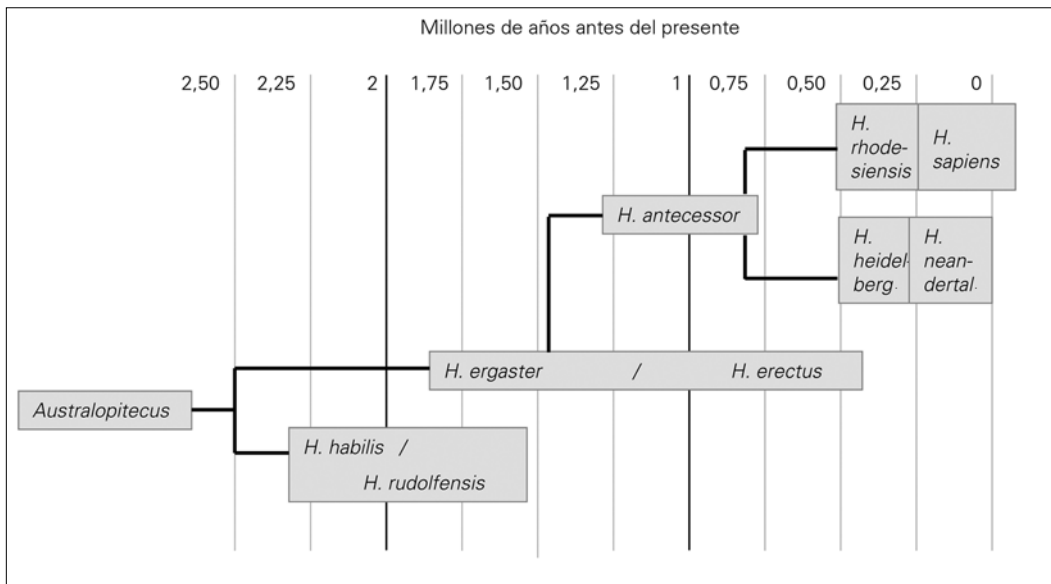 Millones de años antes del presente
2,50 2,25 2 1,75 1,50 1,25 1 0,75 0,50 0,25 0
H.
rhode-
siensis
H.
sapiens
H. antecessor
H.
heidel-
berg.
H.
nean-
dertal.
H. ergaster / H. erectus
Australopitecus
H. habilis /
H. rudolfensis